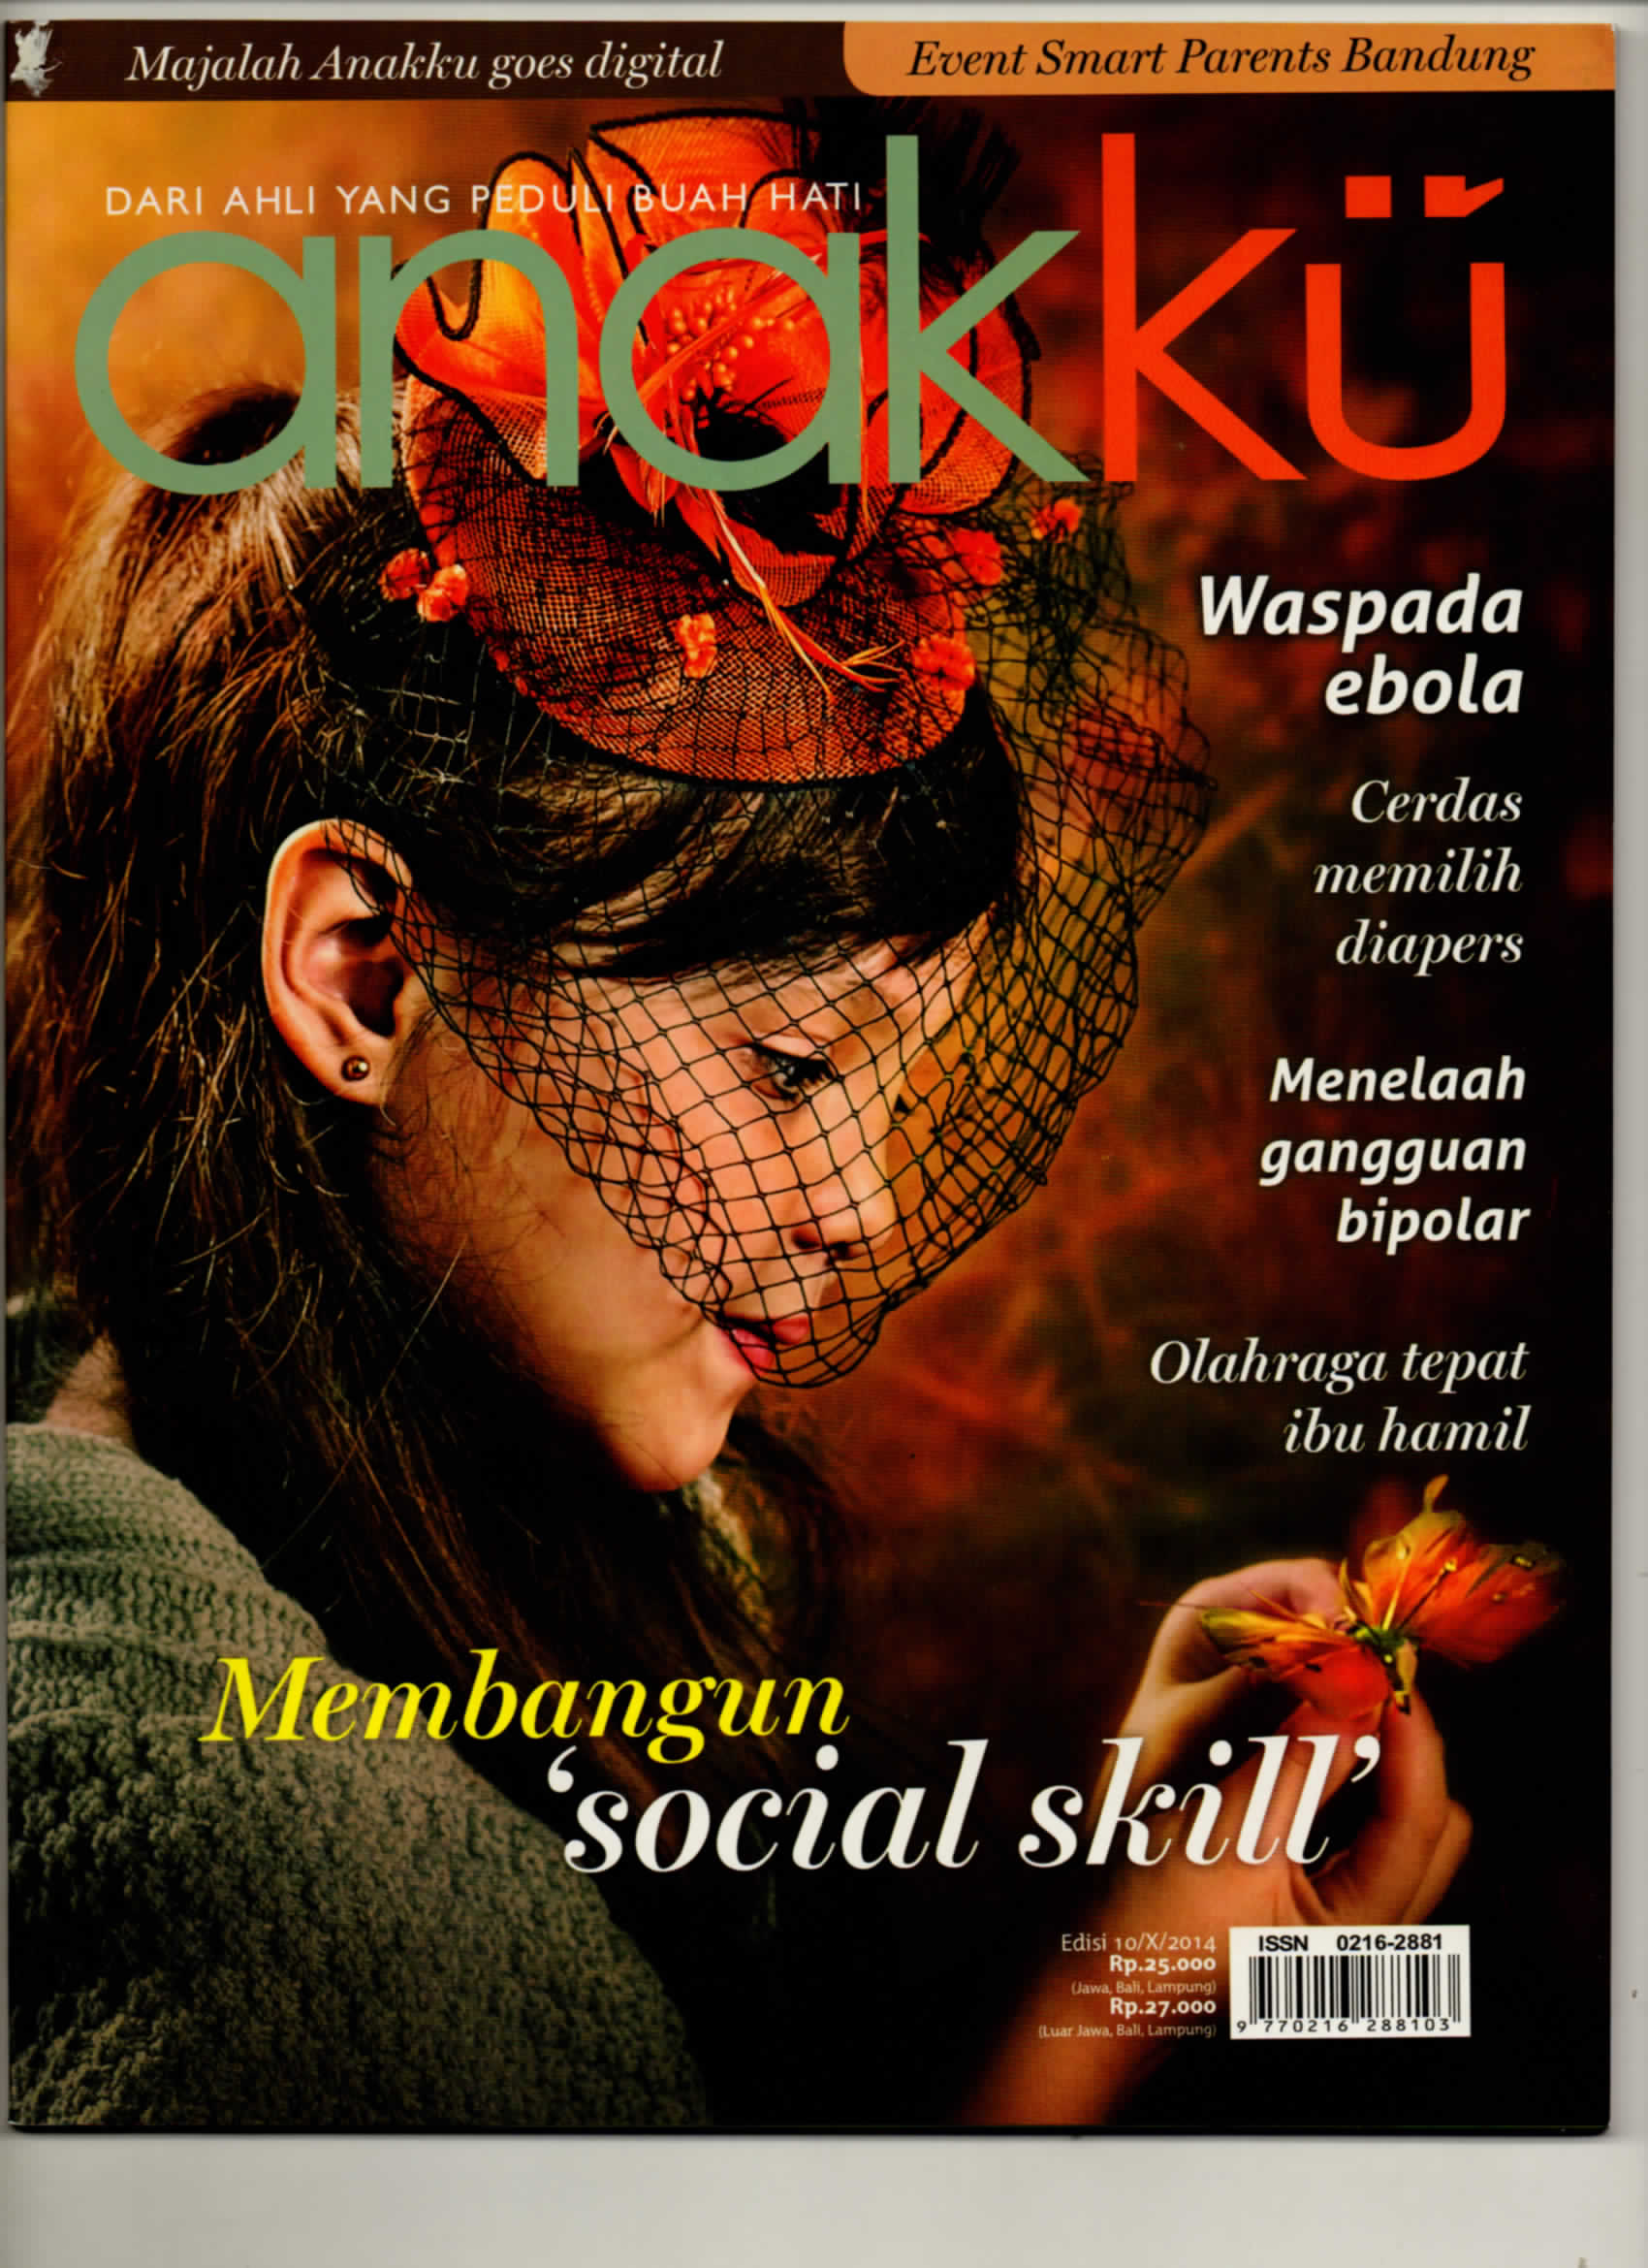 Majalah Anakku goes digital
Event Smart Parents Bandung
DARI AHLI YANG PEDULI BUAH HATI
anakkü
Waspada
ebola
Cerdas
memilih
diapers
Menelaah
gangguan
bipolar
Olahraga tepat
ibu hamil
Membangun
‘social skill’
Edisi 10/X/2014
Rp.25.000
(Jawa, Bali, Lampung)
Rp.27.000
(Luar Jawa, Bali, Lampung)
ISSN 0216-2881
9 770216 288103